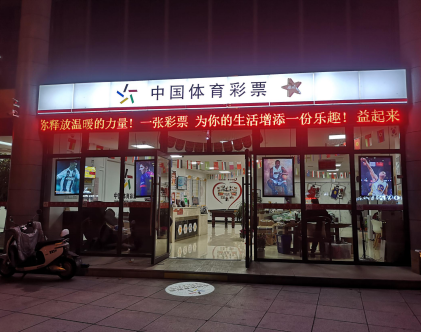 中国体育彩票
你释放温暖的力量！一张彩票 为你的生活增添一份乐趣！益起来